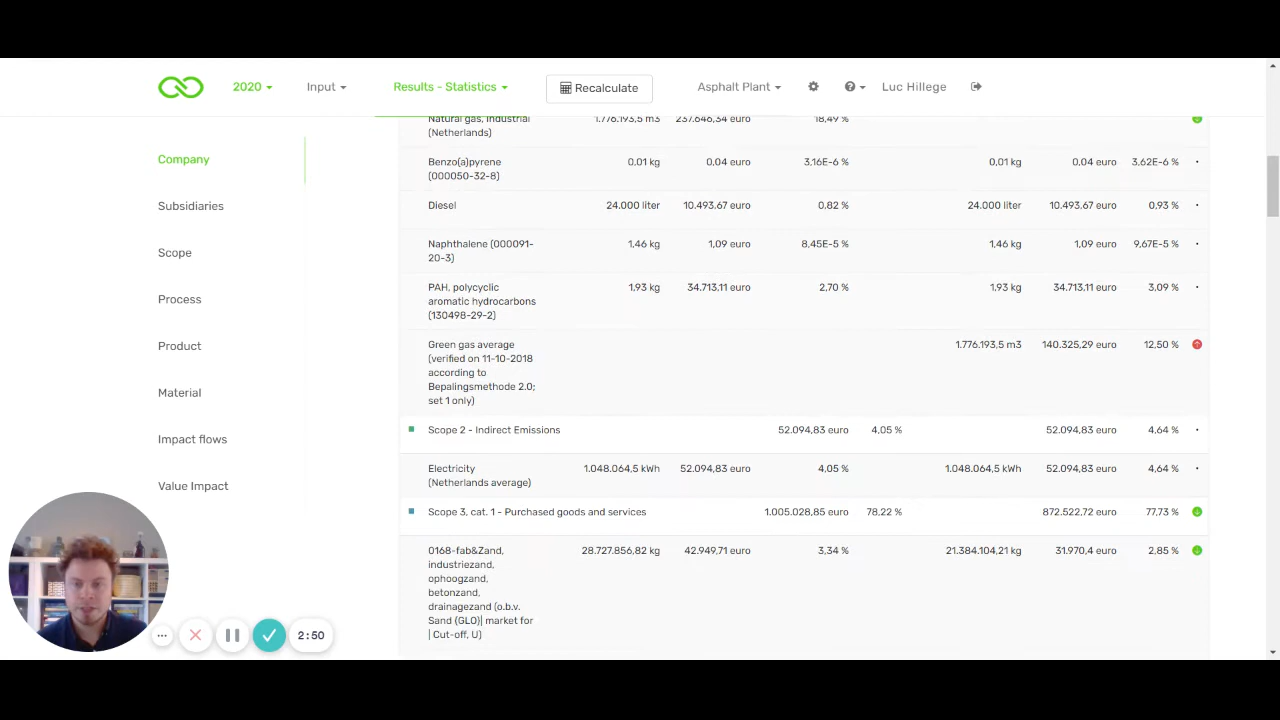 2020 Input Results - Statistics Recalculate Asphalt Plant Luc Hillege
Company
Subsidiaries
Scope
Process
Product
Material
Impact flows
Value Impact
Natural gas, industrial 1.776.193,5 m3 237.646,34 euro 18,49 %
(Netherlands)
Benzo(a)pyrene 0,01 kg 0,04 euro 3,16E-6 % 0,01 kg 0,04 euro 3,62E-6 %
(000050-32-8)
Diesel 24.000 liter 10.493,67 euro 0,82 % 24.000 liter 10.493,67 euro 0,93 %
Naphthalene (000091- 1,46 kg 1,09 euro 8,45E-5 % 1,46 kg 1,09 euro 9,67E-5 %
20-3)
PAH, polycyclic 1,93 kg 34.713,11 euro 2,70 % 1,93 kg 34.713,11 euro 3,09 %
aromatic hydrocarbons
(130498-29-2)
Green gas average 1.776.193,5 m3 140.325,29 euro 12,50 %
(verified on 11-10-2018
according to
Bepalingsmethode 2.0;
set 1 only)
Scope 2 - Indirect Emissions 52.094,83 euro 4,05 % 52.094,83 euro 4,64 %
Electricity 1.048.064,5 kWh 52.094,83 euro 4,05 % 1.048.064,5 kWh 52.094,83 euro 4,64 %
(Netherlands average)
Scope 3, cat. 1 - Purchased goods and services 1.005.028,85 euro 78,22 % 872.522,72 euro 77,73 %
0168-fab&Zand, 28.727.856,82 kg 42.949,71 euro 3,34 % 21.384.104,21 kg 31.970,4 euro 2,85 %
industriezand,
ophoogzand,
betonzand,
drainagezand (o.b.v.
Sand {GLO}| market for
| Cut-off, U)
2:50